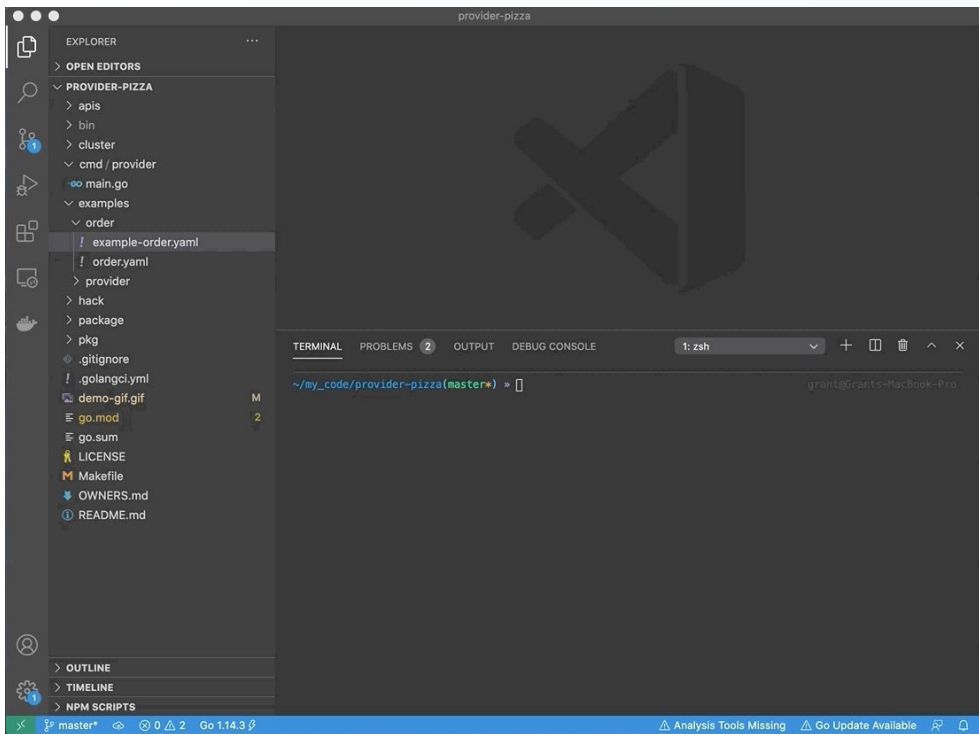 provider-pizza
EXPLORER ...
> OPEN EDITORS
PROVIDER-PIZZA
> apis
> bin
> cluster
cmd / provider
GO main.go
examples
order
! example-order.yaml
! order.yaml
> provider
> hack
> package
> pkg
.gitignore
! .golangci.yml
demo-gif.gif M
go.mod 2
go.sum
LICENSE
M Makefile
OWNERS.md
README.md
> OUTLINE
> TIMELINE
> NPM SCRIPTS
1
1
TERMINAL PROBLEMS 2 OUTPUT DEBUG CONSOLE 1: zsh
~/my_code/provider-pizza(master*) » grant@Grants-MacBook-Pro
master* 0 2 Go 1.14.3 Analysis Tools Missing Go Update Available